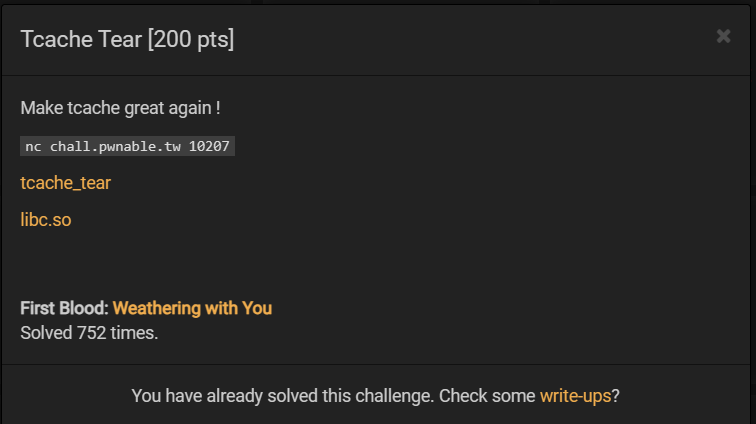 Tcache Tear [200 pts]
×
Make tcache great again !
nc chall.pwnable.tw 10207
tcache_tear
libc.so
First Blood: Weathering with You
Solved 752 times.
You have already solved this challenge. Check some write-ups?